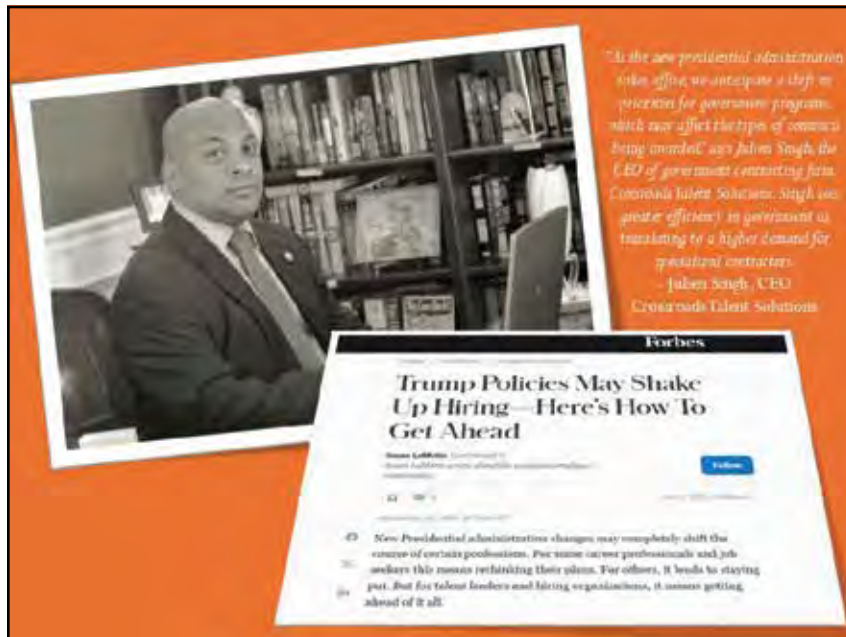 "As the new presidential administration
takes office, we anticipate a shift in
priorities for government programs,
which may affect the types of contracts
being awarded," says Julien Singh, the
CEO of government contracting firm
Crossroads Talent Solutions. Singh sees
greater efficiency in government as
translating to a higher demand for
specialized contractors.
- Julien Singh, CEO
Crossroads Talent Solutions
Forbes
Trump Policies May Shake
Up Hiring—Here's How To
Get Ahead
Follow
New Presidential administration changes may completely shift the
course of certain professions. For some career professionals and job
seekers this means rethinking their plans. For others, it lends to staying
put. But for talent leaders and hiring organizations, it means getting
ahead of it all.